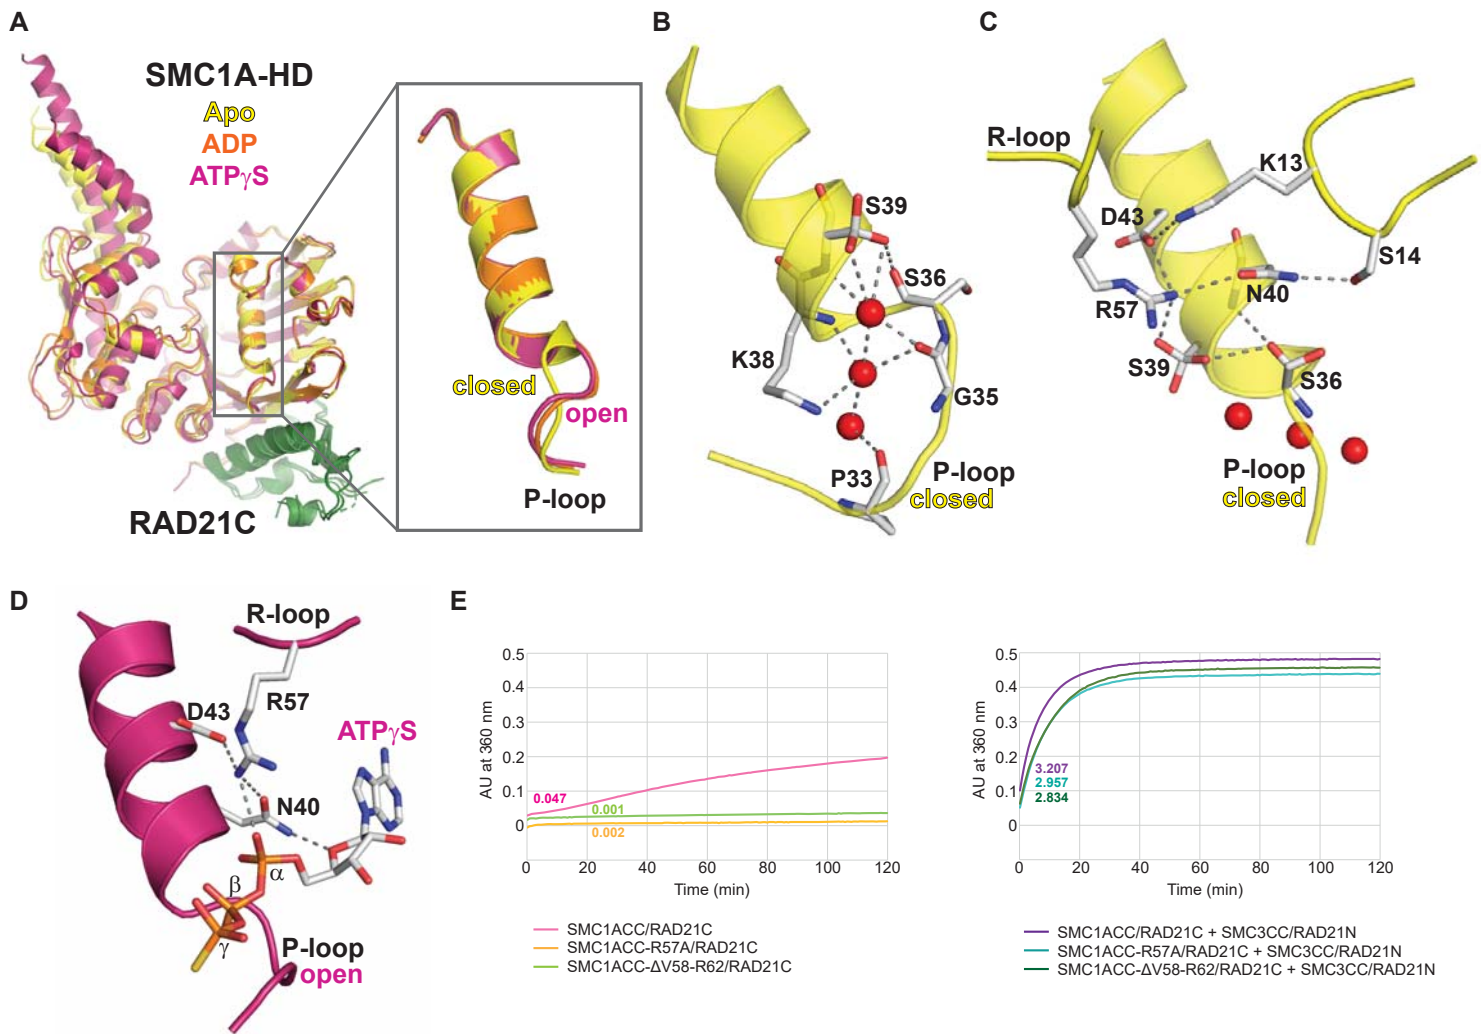 A
SMC1A-HD
Apo
ADP
ATPγS
closed
open
P-loop
RAD21C
B
S39
S36
K38
G35
P33
P-loop
closed
C
R-loop
K13
D43
S14
R57
N40
S39
S36
P-loop
closed
D
R-loop
D43
R57
ATPγS
N40
α
β
γ
P-loop
open
E
AU at 360 nm
0.5
0.4
0.3
0.2
0.1
0
0.047
0.001
0.002
0 20 40 60 80 100 120
Time (min)
SMC1ACC/RAD21C
SMC1ACC-R57A/RAD21C
SMC1ACC-ΔV58-R62/RAD21C
AU at 360 nm
0.5
0.4
0.3
0.2
0.1
0
3.207
2.957
2.834
0 20 40 60 80 100 120
Time (min)
SMC1ACC/RAD21C + SMC3CC/RAD21N
SMC1ACC-R57A/RAD21C + SMC3CC/RAD21N
SMC1ACC-ΔV58-R62/RAD21C + SMC3CC/RAD21N